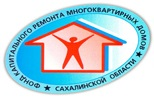 ФОНД КАПИТАЛЬНОГО РЕМОНТА МНОГОКВАРТИРНЫХ ДОМОВ
САХАЛИНСКОЙ ОБЛАСТИ